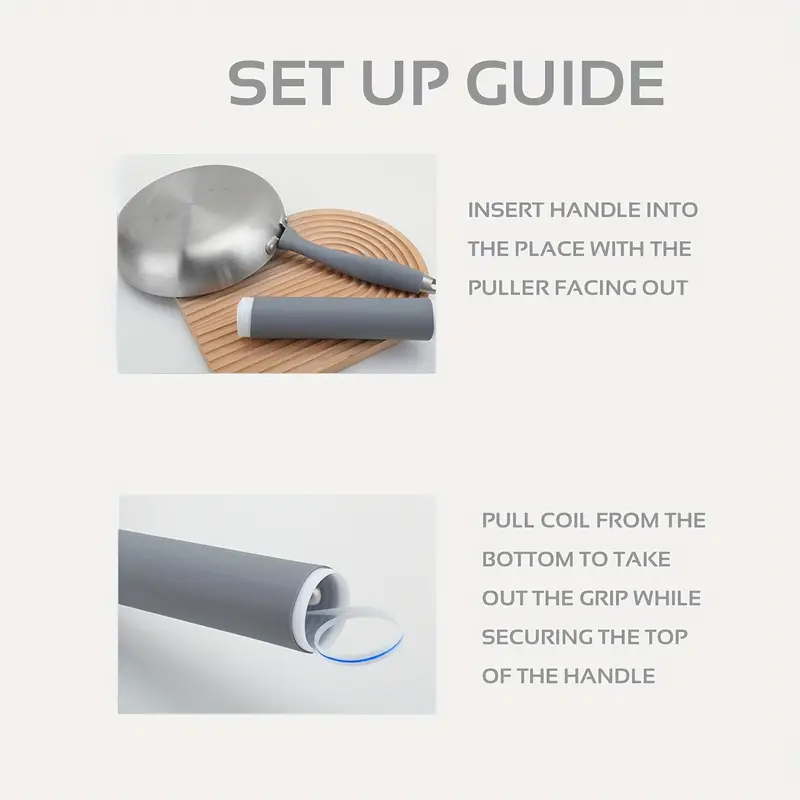 SET UP GUIDE
INSERT HANDLE INTO
THE PLACE WITH THE
PULLER FACING OUT
PULL COIL FROM THE
BOTTOM TO TAKE
OUT THE GRIP WHILE
SECURING THE TOP
OF THE HANDLE